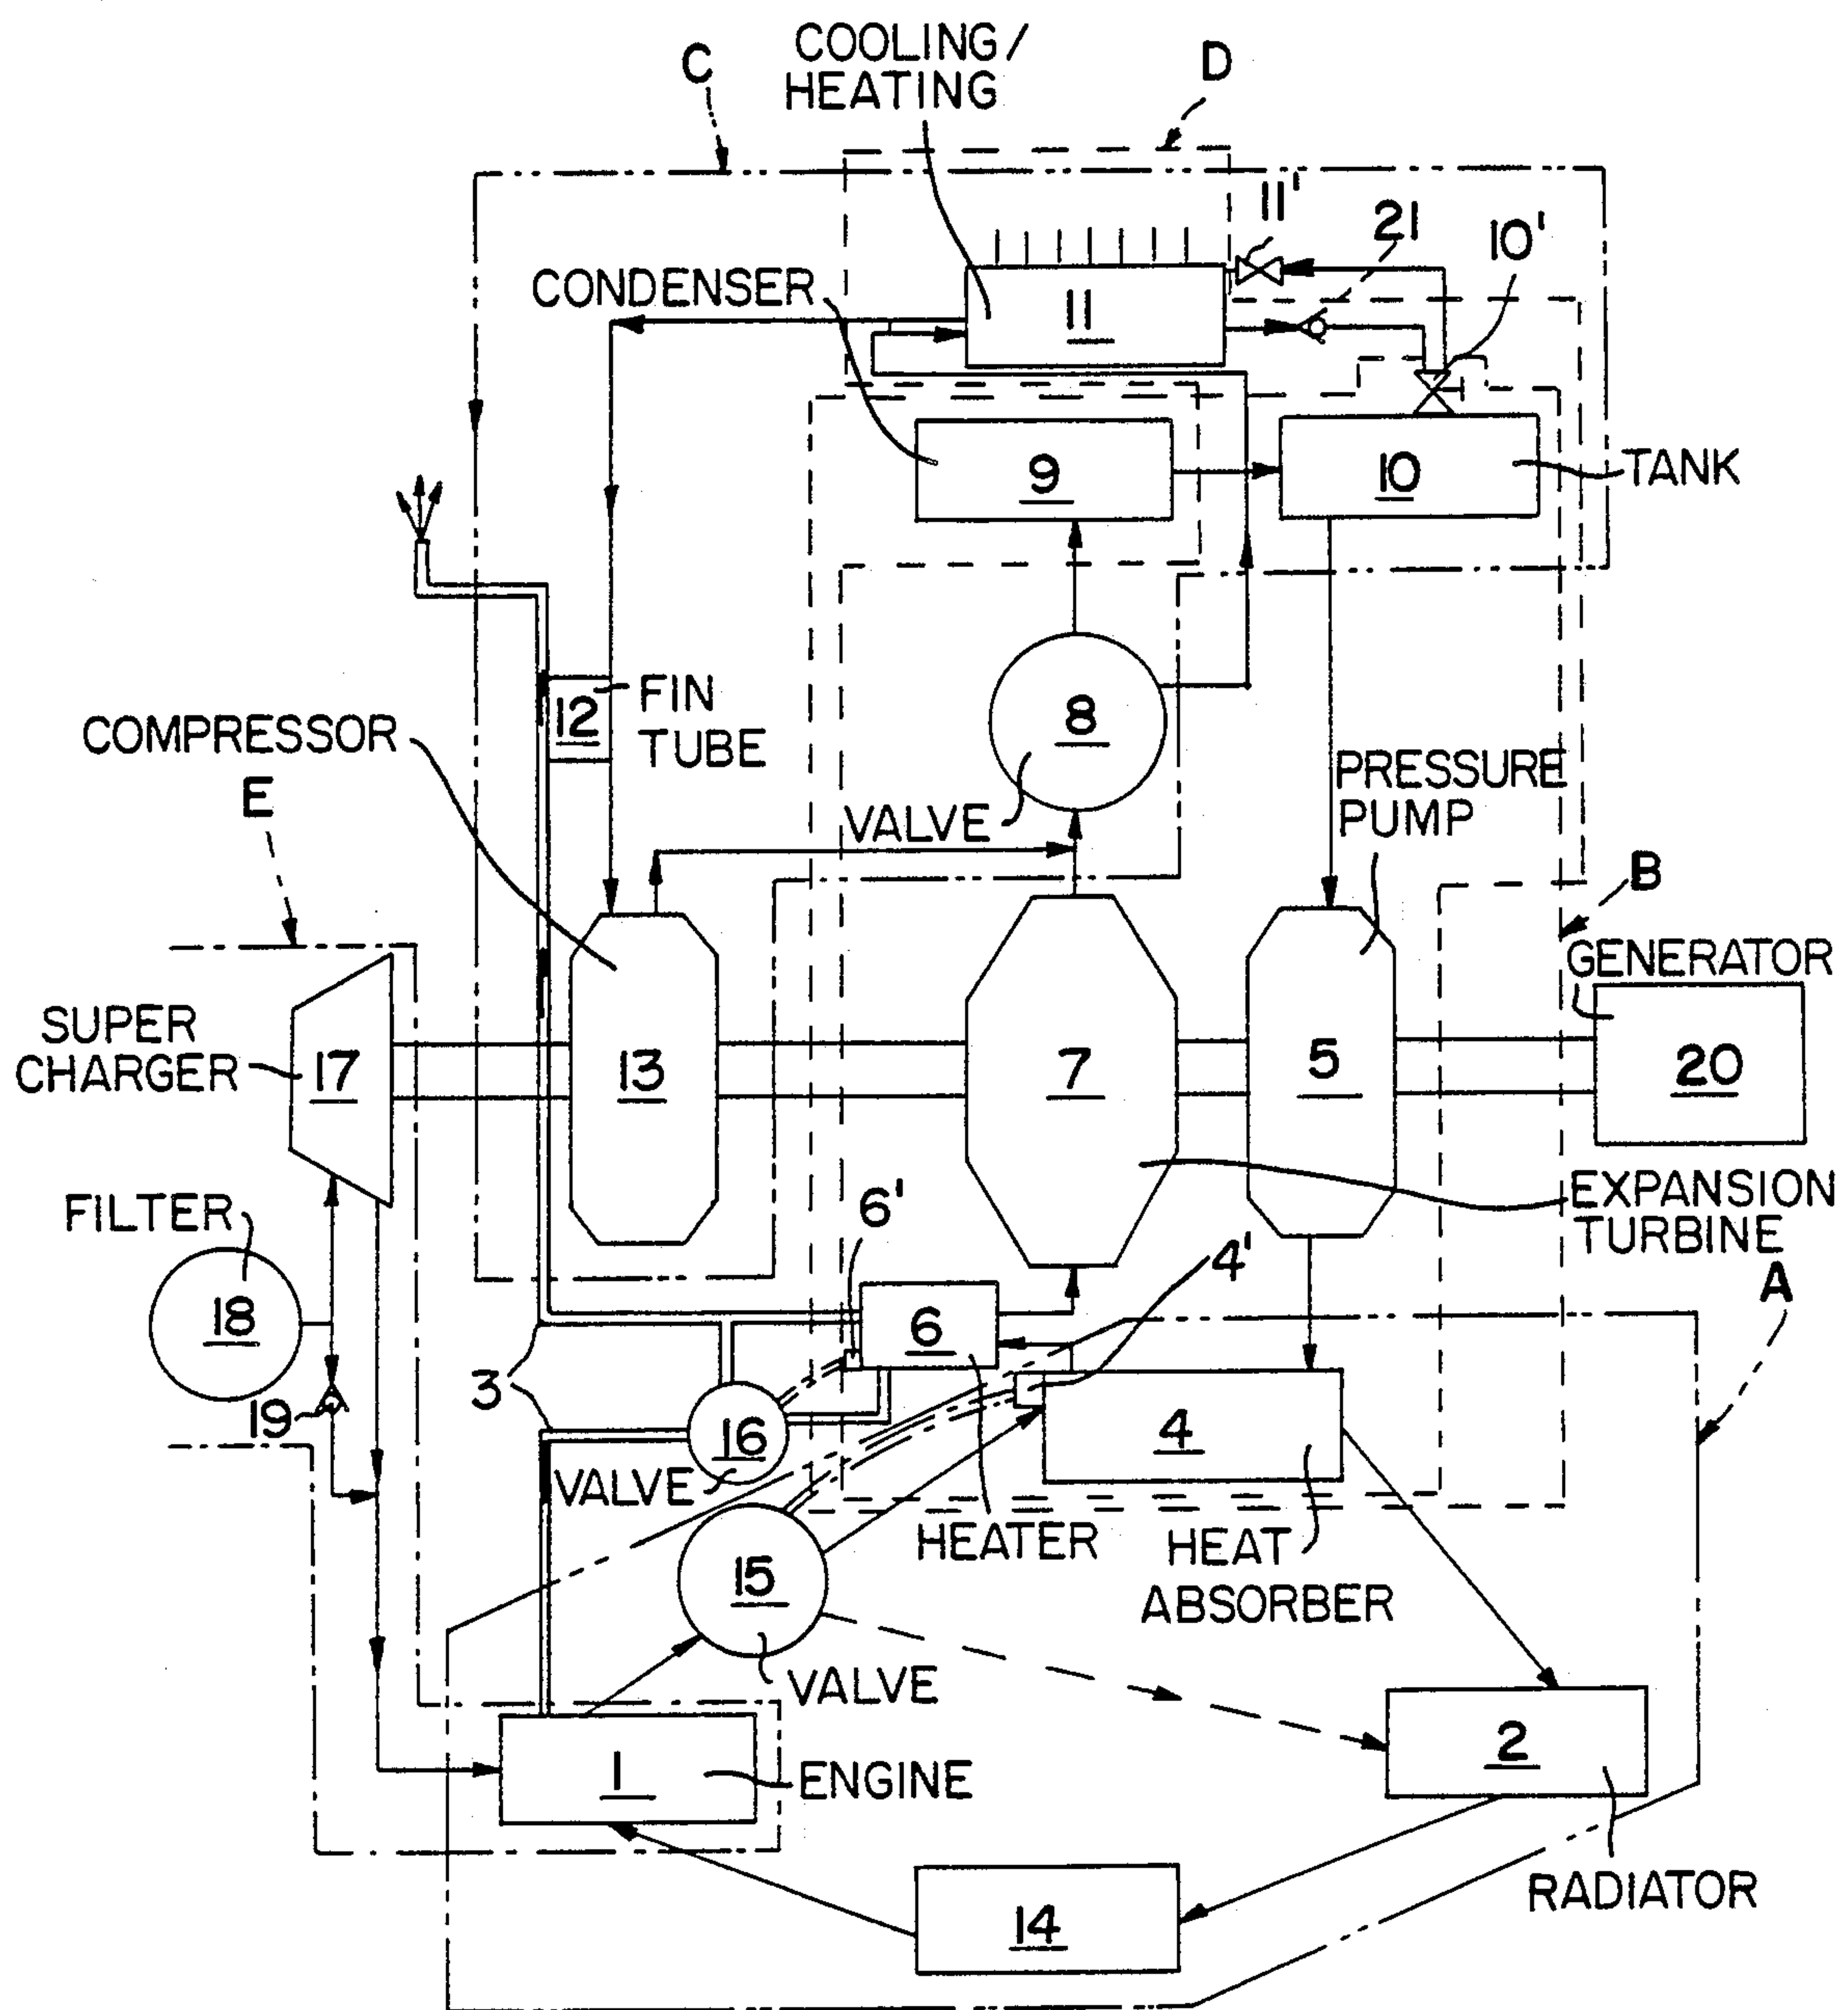 COOLING/
HEATING
C
D
11'
21
10'
CONDENSER
11
9
10
TANK
FIN
TUBE
12
8
COMPRESSOR
VALVE
PRESSURE
PUMP
E
B
GENERATOR
SUPER
CHARGER
17
13
7
5
20
EXPANSION
TURBINE
FILTER
18
6'
4'
A
6
3
19
16
VALVE
4
HEATER
HEAT
ABSORBER
15
VALVE
2
1
ENGINE
RADIATOR
14